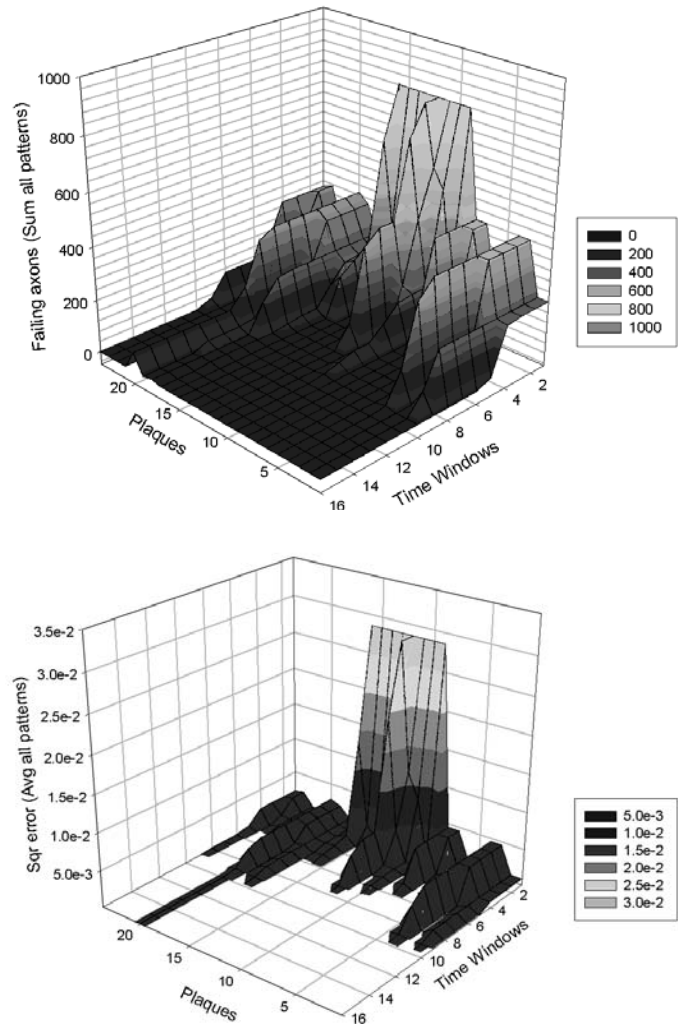 1000
800
600
400
200
0
Failing axons (Sum all patterns)
20
15
10
5
Plaques
16
14
12
10
8
6
4
2
Time Windows
0
200
400
600
800
1000
3.5e-2
3.0e-2
2.5e-2
2.0e-2
1.5e-2
1.0e-2
5.0e-3
Sqr error (Avg all patterns)
20
15
10
5
Plaques
16
14
12
10
8
6
4
2
Time Windows
5.0e-3
1.0e-2
1.5e-2
2.0e-2
2.5e-2
3.0e-2